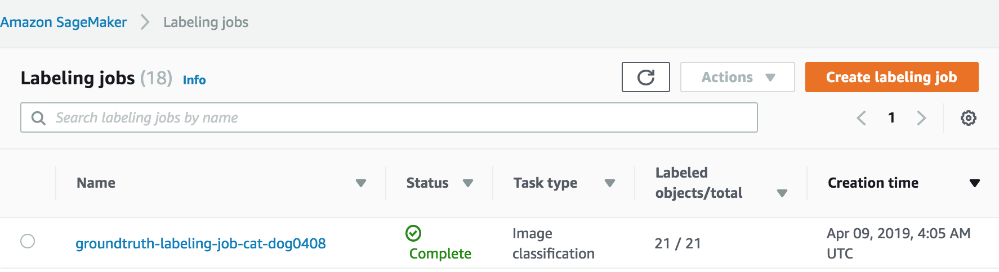 Amazon SageMaker > Labeling jobs
Labeling jobs (18) Info
Actions
Create labeling job
Search labeling jobs by name
1
Name
Status
Task type
Labeled
objects/total
Creation time
groundtruth-labeling-job-cat-dog0408
Complete
Image
classification
21 / 21
Apr 09, 2019, 4:05 AM
UTC